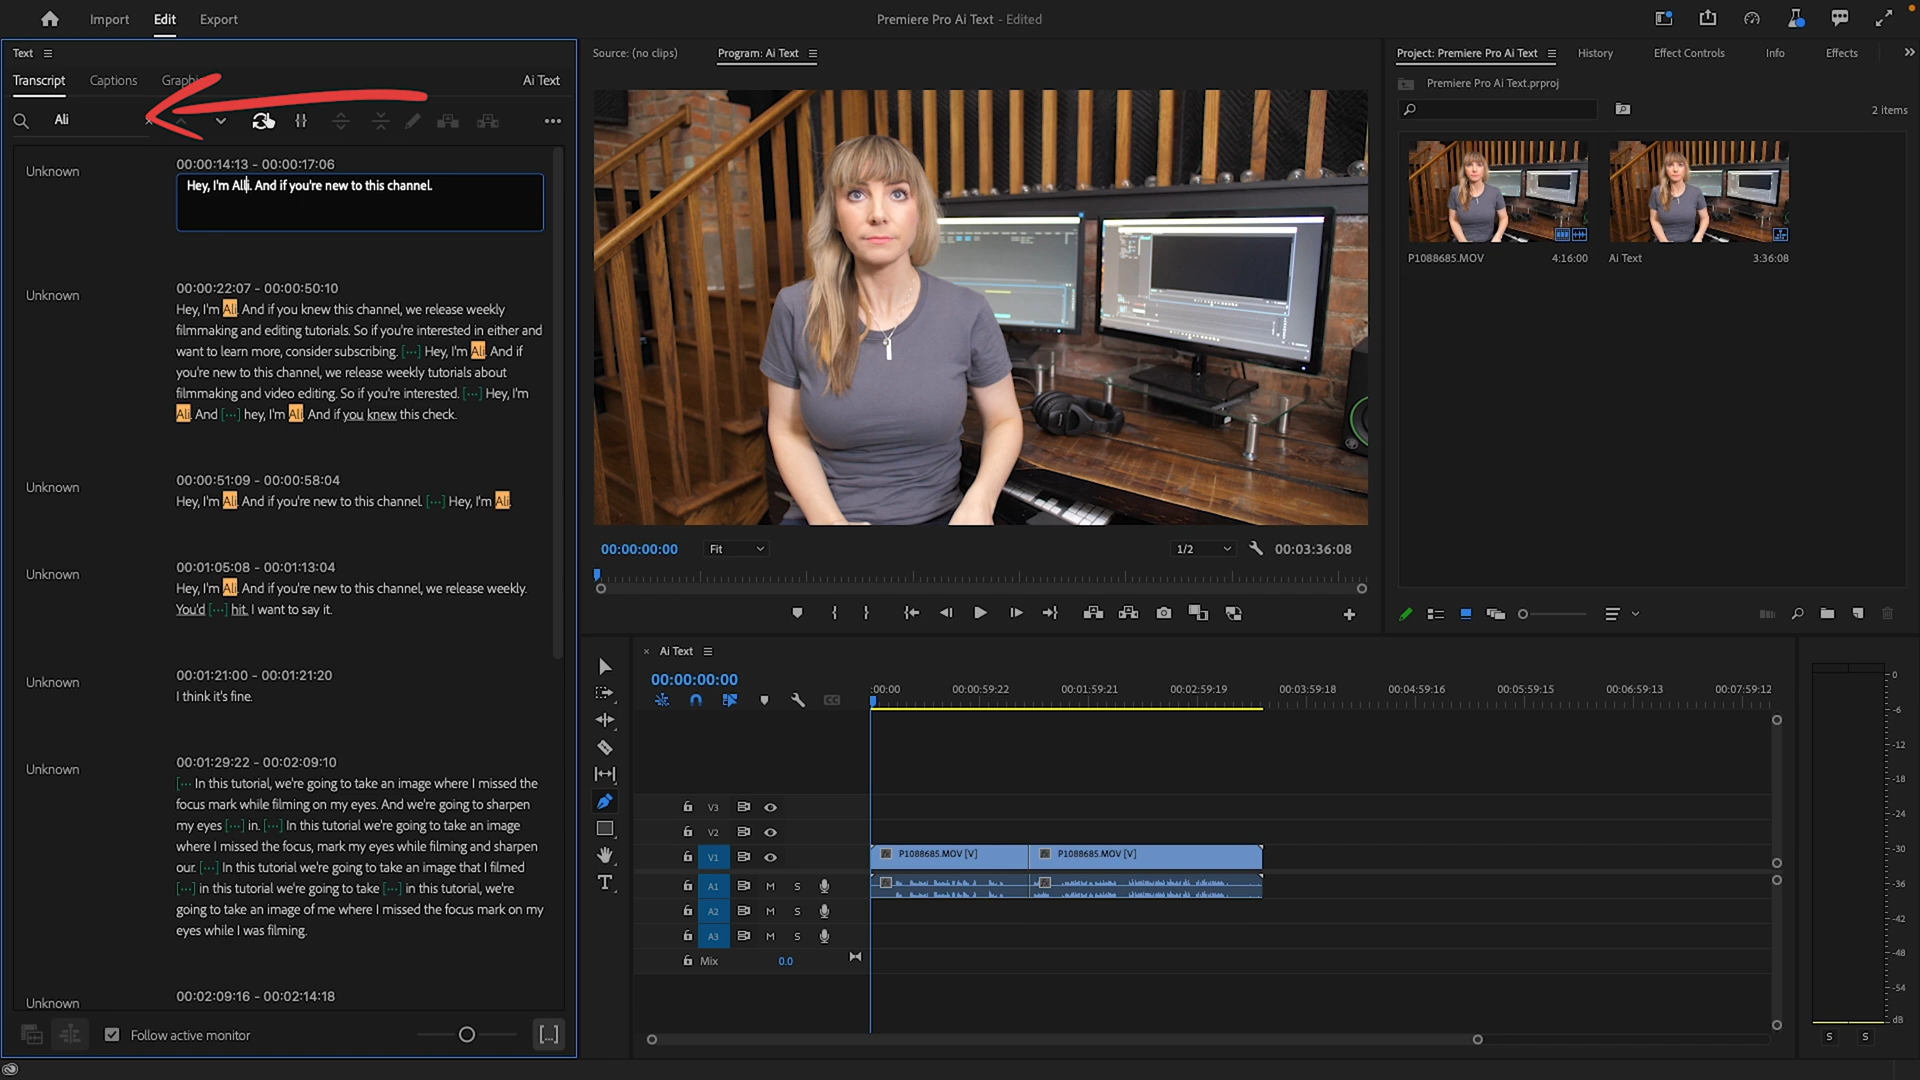 Import Edit Export
Premiere Pro Ai Text - Edited
Text
Transcript Captions Graphi
Ai Text
Ali
Unknown
00:00:14:13 - 00:00:17:06
Hey, I'm Alli. And if you're new to this channel.
Unknown
00:00:22:07 - 00:00:50:10
Hey, I'm Ali. And if you knew this channel, we release weekly
filmmaking and editing tutorials. So if you're interested in either and
want to learn more, consider subscribing. [···] Hey, I'm Ali. And if
you're new to this channel, we release weekly tutorials about
filmmaking and video editing. So if you're interested. [···] Hey, I'm
Ali. And [···] hey, I'm Ali. And if you knew this check.
Unknown
00:00:51:09 - 00:00:58:04
Hey, I'm Ali. And if you're new to this channel. [···] Hey, I'm Ali.
Unknown
00:01:05:08 - 00:01:13:04
Hey, I'm Ali. And if you're new to this channel, we release weekly.
You'd [···] hit. I want to say it.
Unknown
00:01:21:00 - 00:01:21:20
I think it's fine.
Unknown
00:01:29:22 - 00:02:09:10
[··· In this tutorial, we're going to take an image where I missed the
focus mark while filming on my eyes. And we're going to sharpen
my eyes [···] in. [···] In this tutorial we're going to take an image
where I missed the focus, mark my eyes while filming and sharpen
our. [···] In this tutorial we're going to take an image that I filmed
[···] in this tutorial we're going to take [···] in this tutorial, we're
going to take an image of me where I missed the focus mark on my
eyes while I was filming.
Unknown
00:02:09:16 - 00:02:14:18
Follow active monitor
[...]
Source: (no clips)
Program: Ai Text
00:00:00:00
Fit
1/2
00:03:36:08
Project: Premiere Pro Ai Text
History
Effect Controls
Info
Effects
Premiere Pro Ai Text.prproj
2 items
P1088685.MOV 4:16:00
Ai Text 3:36:08
Ai Text
00:00:00:00
:00:00 00:00:59:22 00:01:59:21 00:02:59:19 00:03:59:18 00:04:59:16 00:05:59:15 00:06:59:13 00:07:59:12
V3
V2
V1
P1088685.MOV [V]
P1088685.MOV [V]
A1 M S
A2 M S
A3 M S
Mix 0.0
0
-6
-12
-18
-24
-30
-36
-42
-48
-54
dB
S S